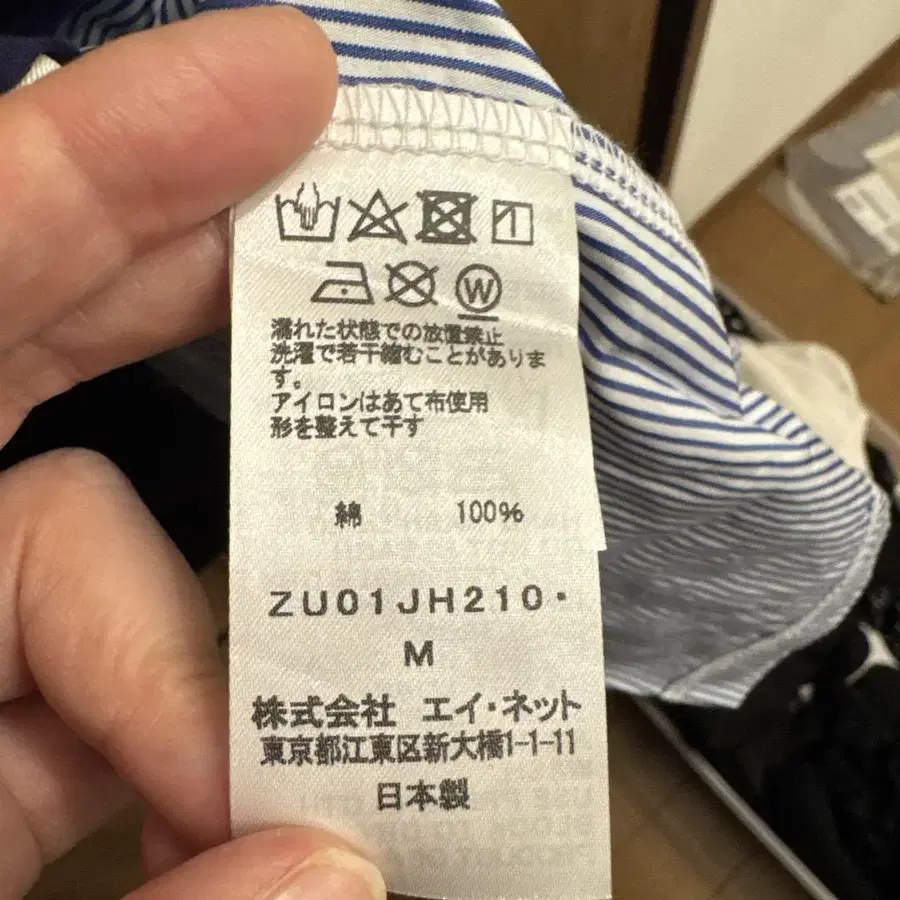 W
濡れた状態での放置禁止
洗濯で若干縮むことがありま
す。
アイロンはあて布使用
形を整えて干す
綿 100%
ZU01JH210・
M
株式会社 エイ・ネット
東京都江東区新大橋1-1-11
日本製